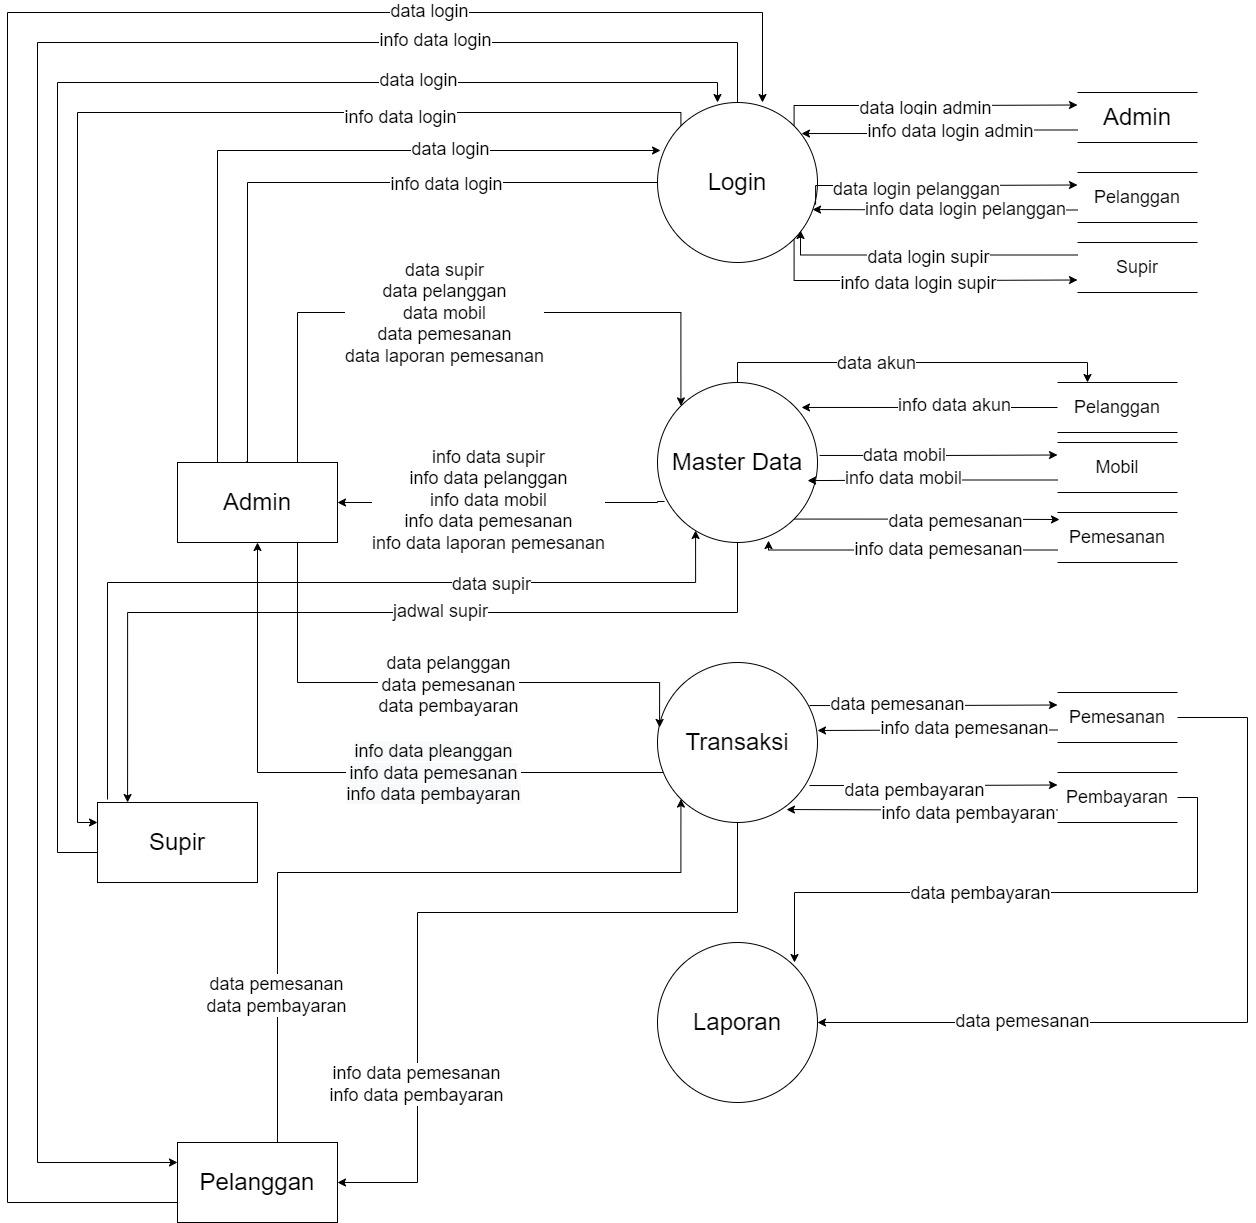 data login
info data login
data login
info data login
data login
info data login
Login
data login admin
info data login admin
Admin
data login pelanggan
info data login pelanggan
Pelanggan
data login supir
info data login supir
Supir
data supir
data pelanggan
data mobil
data pemesanan
data laporan pemesanan
Master Data
data akun
info data akun
Pelanggan
data mobil
info data mobil
Mobil
data pemesanan
info data pemesanan
Pemesanan
Admin
info data supir
info data pelanggan
info data mobil
info data pemesanan
info data laporan pemesanan
data supir
jadwal supir
data pelanggan
data pemesanan
data pembayaran
info data pleanggan
info data pemesanan
info data pembayaran
Transaksi
data pemesanan
info data pemesanan
Pemesanan
data pembayaran
info data pembayaran
Pembayaran
Supir
data pembayaran
data pemesanan
data pembayaran
Laporan
data pemesanan
info data pemesanan
info data pembayaran
Pelanggan